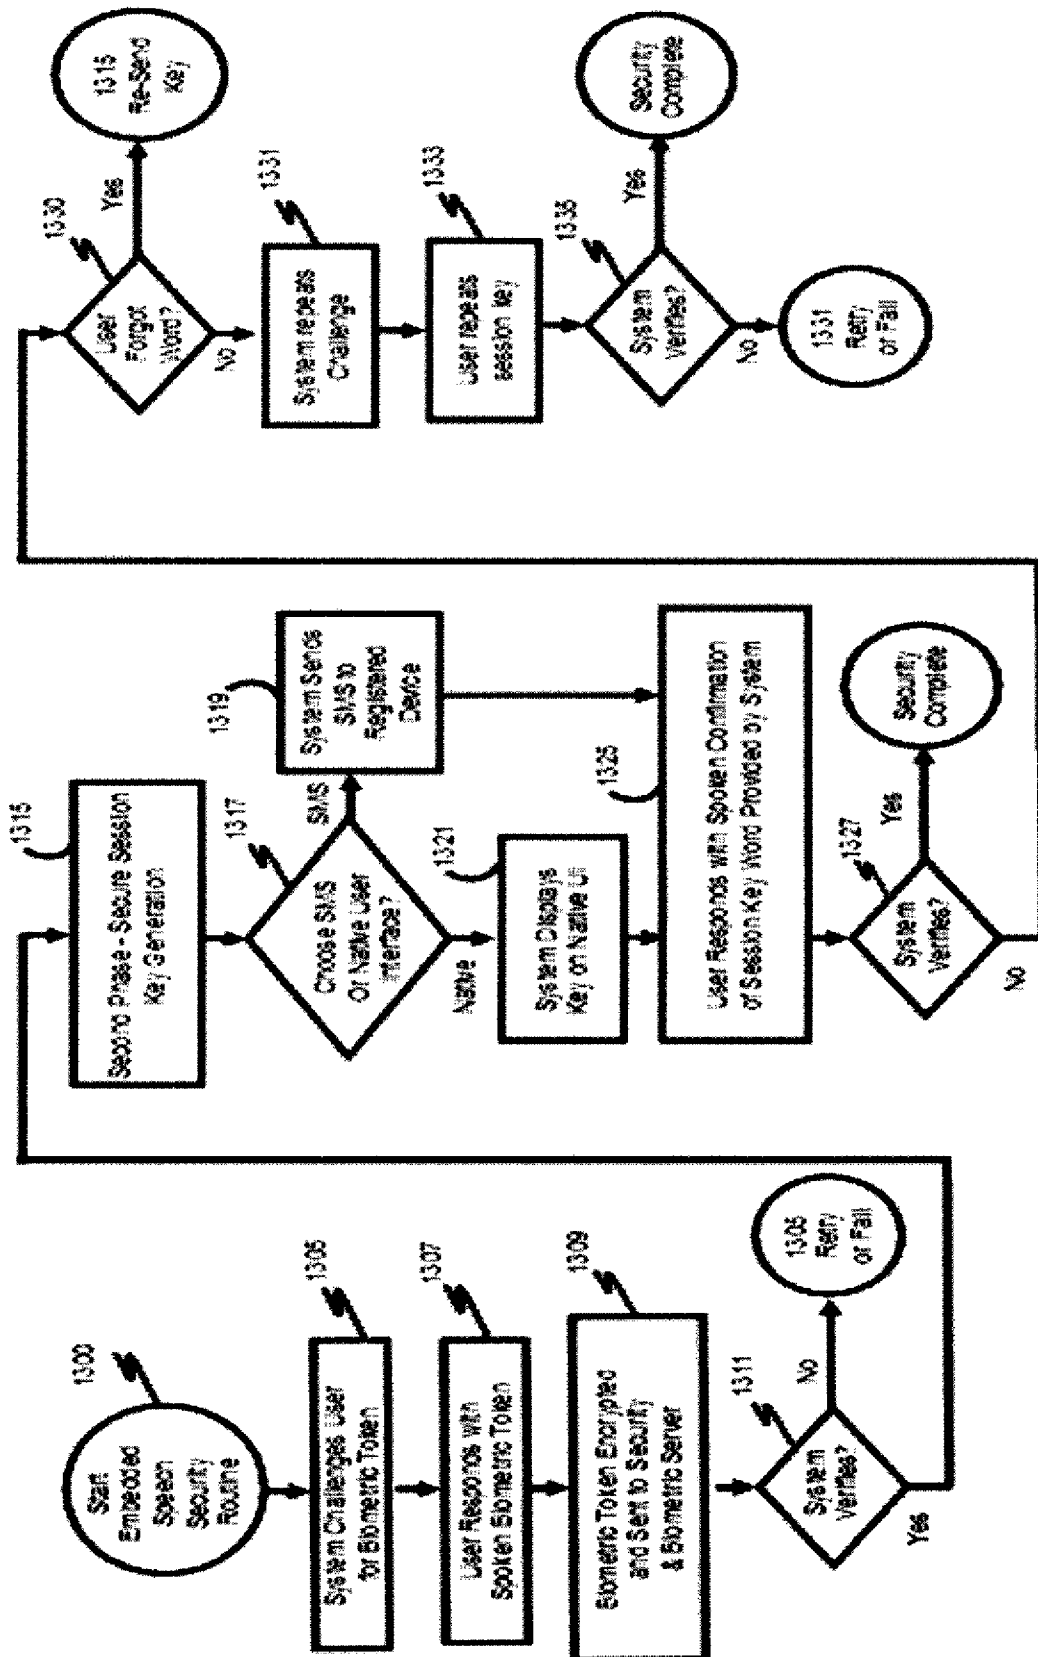 1300
Start
Embedded
Speech
Security
Routine
1305
System Challenges User
for Biometric Token
1307
User Responds with
Spoken Biometric Token
1309
Biometric Token Encrypted
and Sent to Security
& Biometric Server
1311
System
Verifies?
No
1305
Retry
or Fail
Yes
1315
Second Phase - Secure Session
Key Generation
1317
Choose SMS
Or Native User
Interface?
SMS
1319
System Sends
SMS to
Registered
Device
Native
1321
System Displays
Key on Native UI
1325
User Responds with Spoken Confirmation
of Session Key Word Provided by System
1327
System
Verifies?
Yes
Security
Complete
No
1330
User
Forgot
Word?
Yes
1315
Re-Send
Key
No
1331
System repeats
Challenge
1333
User repeats
session key
1335
System
Verifies?
Yes
Security
Complete
No
1331
Retry
or Fail